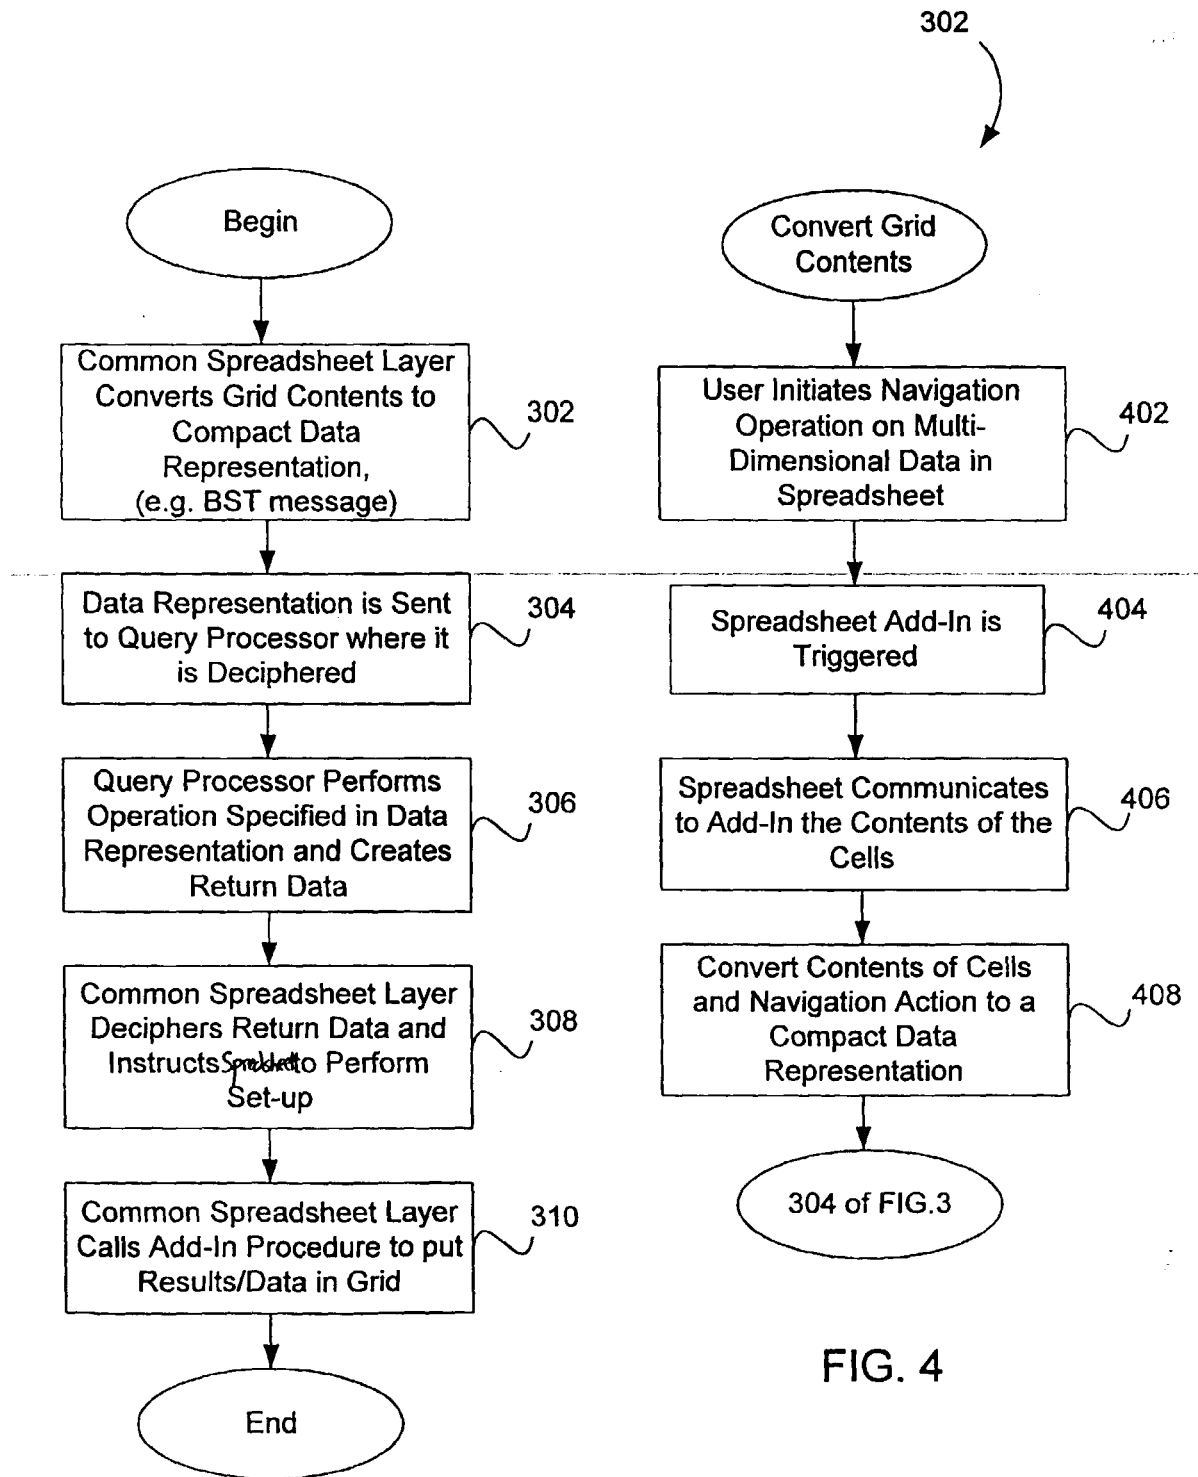 302
Begin
Common Spreadsheet Layer
Converts Grid Contents to
Compact Data
Representation,
(e.g. BST message)
302
Data Representation is Sent
to Query Processor where it
is Deciphered
304
Query Processor Performs
Operation Specified in Data
Representation and Creates
Return Data
306
Common Spreadsheet Layer
Deciphers Return Data and
Instructs Spreadsheet to Perform
Set-up
308
Common Spreadsheet Layer
Calls Add-In Procedure to put
Results/Data in Grid
310
End
Convert Grid
Contents
User Initiates Navigation
Operation on Multi-
Dimensional Data in
Spreadsheet
402
Spreadsheet Add-In is
Triggered
404
Spreadsheet Communicates
to Add-In the Contents of the
Cells
406
Convert Contents of Cells
and Navigation Action to a
Compact Data
Representation
408
304 of FIG.3
FIG. 4